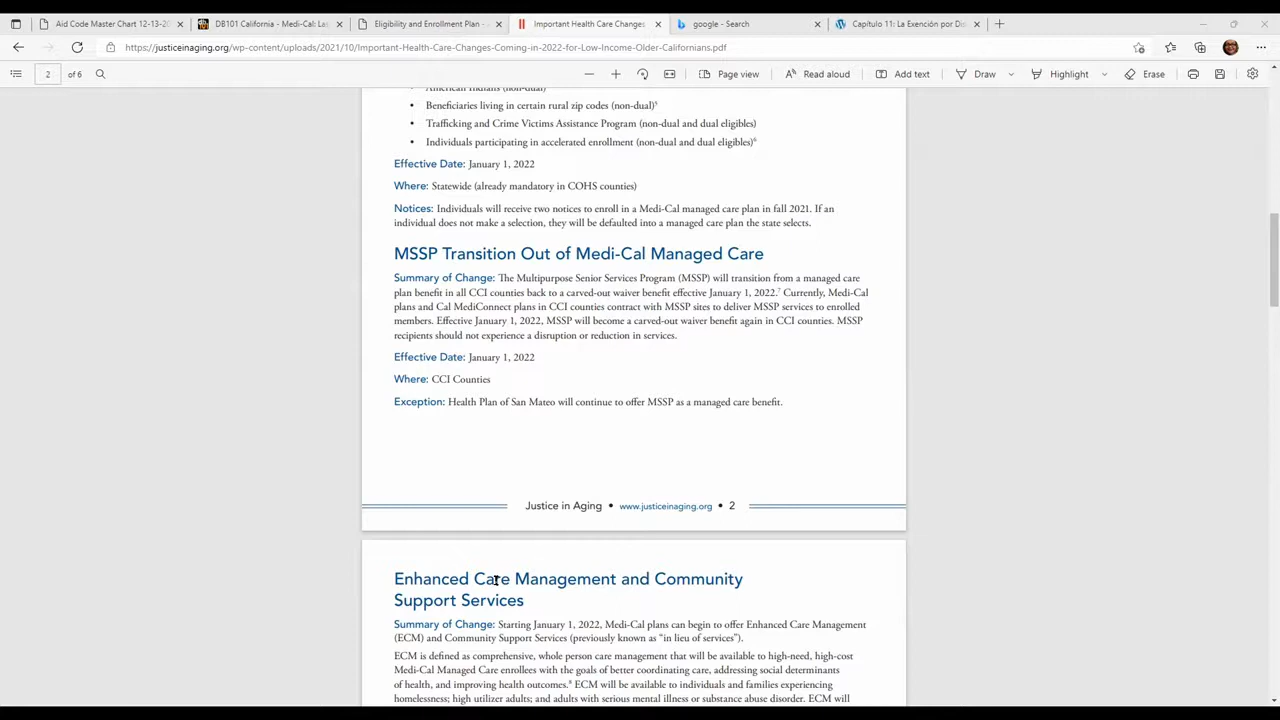 Aid Code Master Chart 12-13-20
DB101 California - Medi-Cal: Las
Eligibility and Enrollment Plan -
Important Health Care Changes
google - Search
Capítulo 11: La Exención por Dis
https://justiceinaging.org/wp-content/uploads/2021/10/Important-Health-Care-Changes-Coming-in-2022-for-Low-Income-Older-Californians.pdf
2 of 6
Page view
Read aloud
Add text
Draw
Highlight
Erase
American Indians (non-dual)
• Beneficiaries living in certain rural zip codes (non-dual)5
• Trafficking and Crime Victims Assistance Program (non-dual and dual eligibles)
• Individuals participating in accelerated enrollment (non-dual and dual eligibles)6
Effective Date: January 1, 2022
Where: Statewide (already mandatory in COHS counties)
Notices: Individuals will receive two notices to enroll in a Medi-Cal managed care plan in fall 2021. If an
individual does not make a selection, they will be defaulted into a managed care plan the state selects.
MSSP Transition Out of Medi-Cal Managed Care
Summary of Change: The Multipurpose Senior Services Program (MSSP) will transition from a managed care
plan benefit in all CCI counties back to a carved-out waiver benefit effective January 1, 2022.7 Currently, Medi-Cal
plans and Cal MediConnect plans in CCI counties contract with MSSP sites to deliver MSSP services to enrolled
members. Effective January 1, 2022, MSSP will become a carved-out waiver benefit again in CCI counties. MSSP
recipients should not experience a disruption or reduction in services.
Effective Date: January 1, 2022
Where: CCI Counties
Exception: Health Plan of San Mateo will continue to offer MSSP as a managed care benefit.
Justice in Aging • www.justiceinaging.org • 2
Enhanced Care Management and Community
Support Services
Summary of Change: Starting January 1, 2022, Medi-Cal plans can begin to offer Enhanced Care Management
(ECM) and Community Support Services (previously known as “in lieu of services”).
ECM is defined as comprehensive, whole person care management that will be available to high-need, high-cost
Medi-Cal Managed Care enrollees with the goals of better coordinating care, addressing social determinants
of health, and improving health outcomes.8 ECM will be available to individuals and families experiencing
homelessness; high utilizer adults; and adults with serious mental illness or substance abuse disorder. ECM will